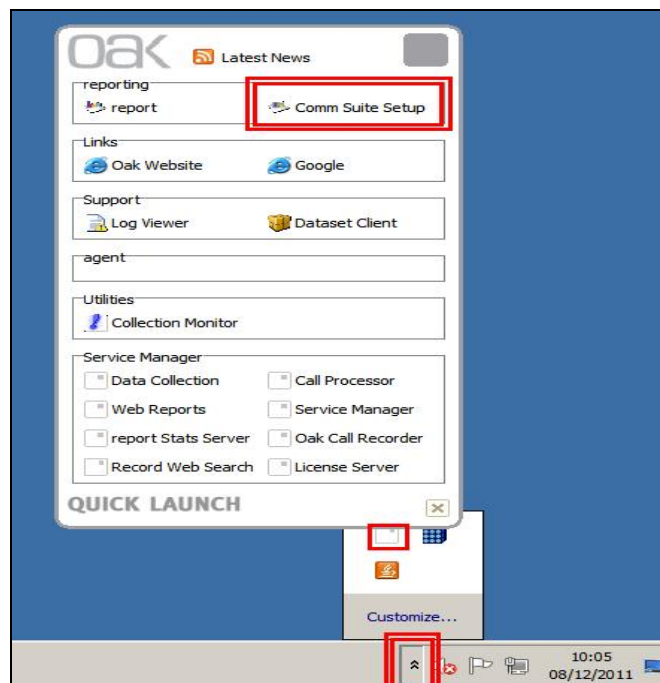 oak Latest News
reporting
report Comm Suite Setup
Links
Oak Website Google
Support
Log Viewer Dataset Client
agent
Utilities
Collection Monitor
Service Manager
Data Collection Call Processor
Web Reports Service Manager
report Stats Server Oak Call Recorder
Record Web Search License Server
QUICK LAUNCH
Customize...
10:05
08/12/2011